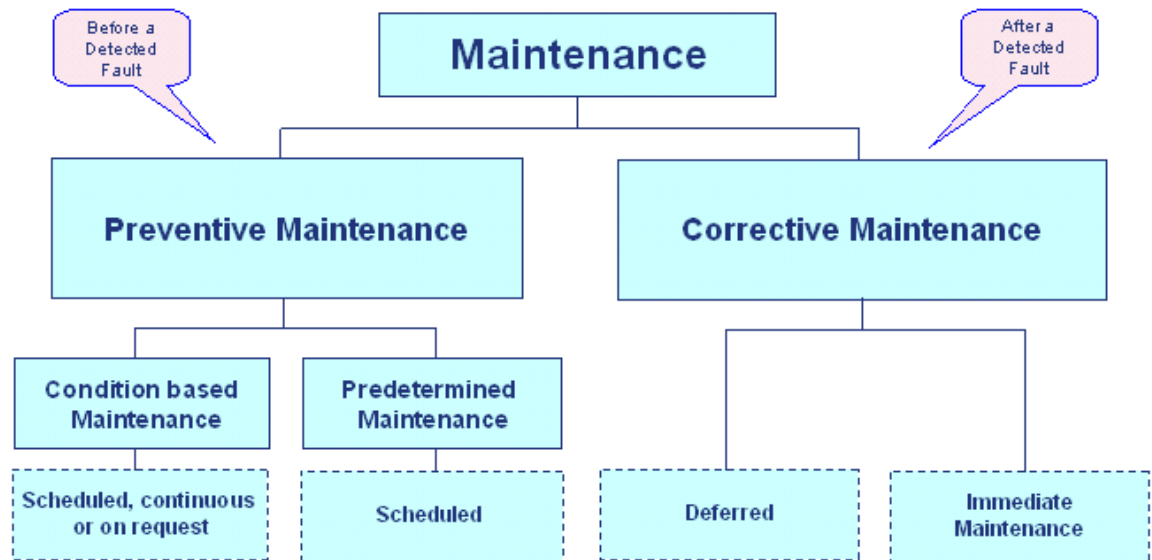 Before a
Detected
Fault
Maintenance
After a
Detected
Fault
Preventive Maintenance
Corrective Maintenance
Condition based
Maintenance
Predetermined
Maintenance
Scheduled, continuous
or on request
Scheduled
Deferred
Immediate
Maintenance